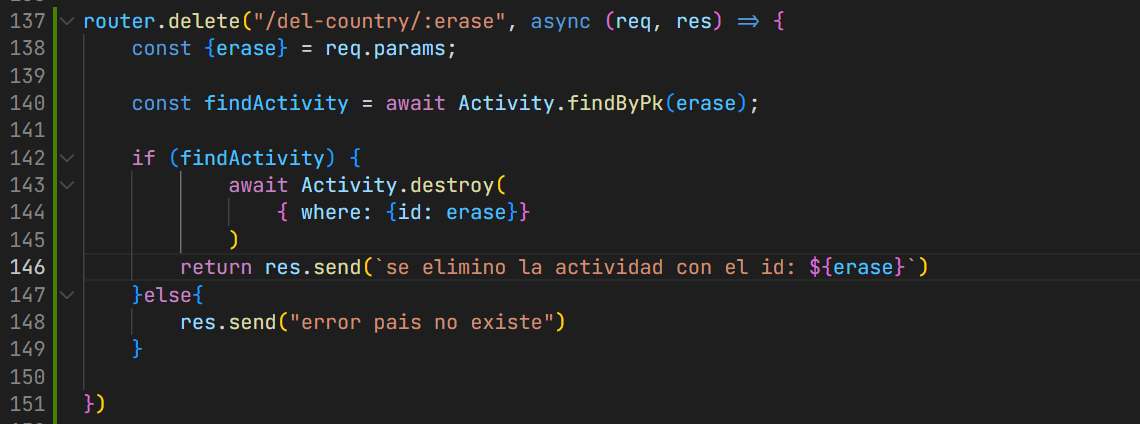 137 router.delete("/del-country/:erase", async (req, res) => {
138     const {erase} = req.params;
139
140     const findActivity = await Activity.findByPk(erase);
141
142     if (findActivity) {
143             await Activity.destroy(
144                 { where: {id: erase}}
145             )
146         return res.send(`se elimino la actividad con el id: ${erase}`)
147     }else{
148         res.send("error pais no existe")
149     }
150
151 })